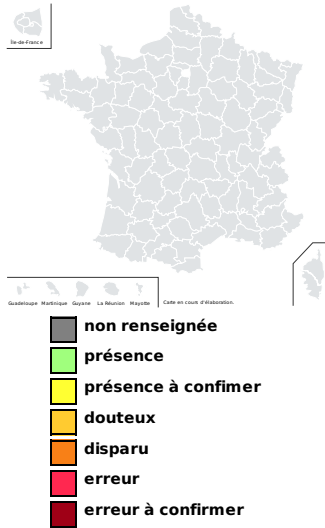 Île-de-France
Guadeloupe Martinique Guyane La Réunion Mayotte Carte en cours d'élaboration.
non renseignée
présence
présence à confimer
douteux
disparu
erreur
erreur à confirmer